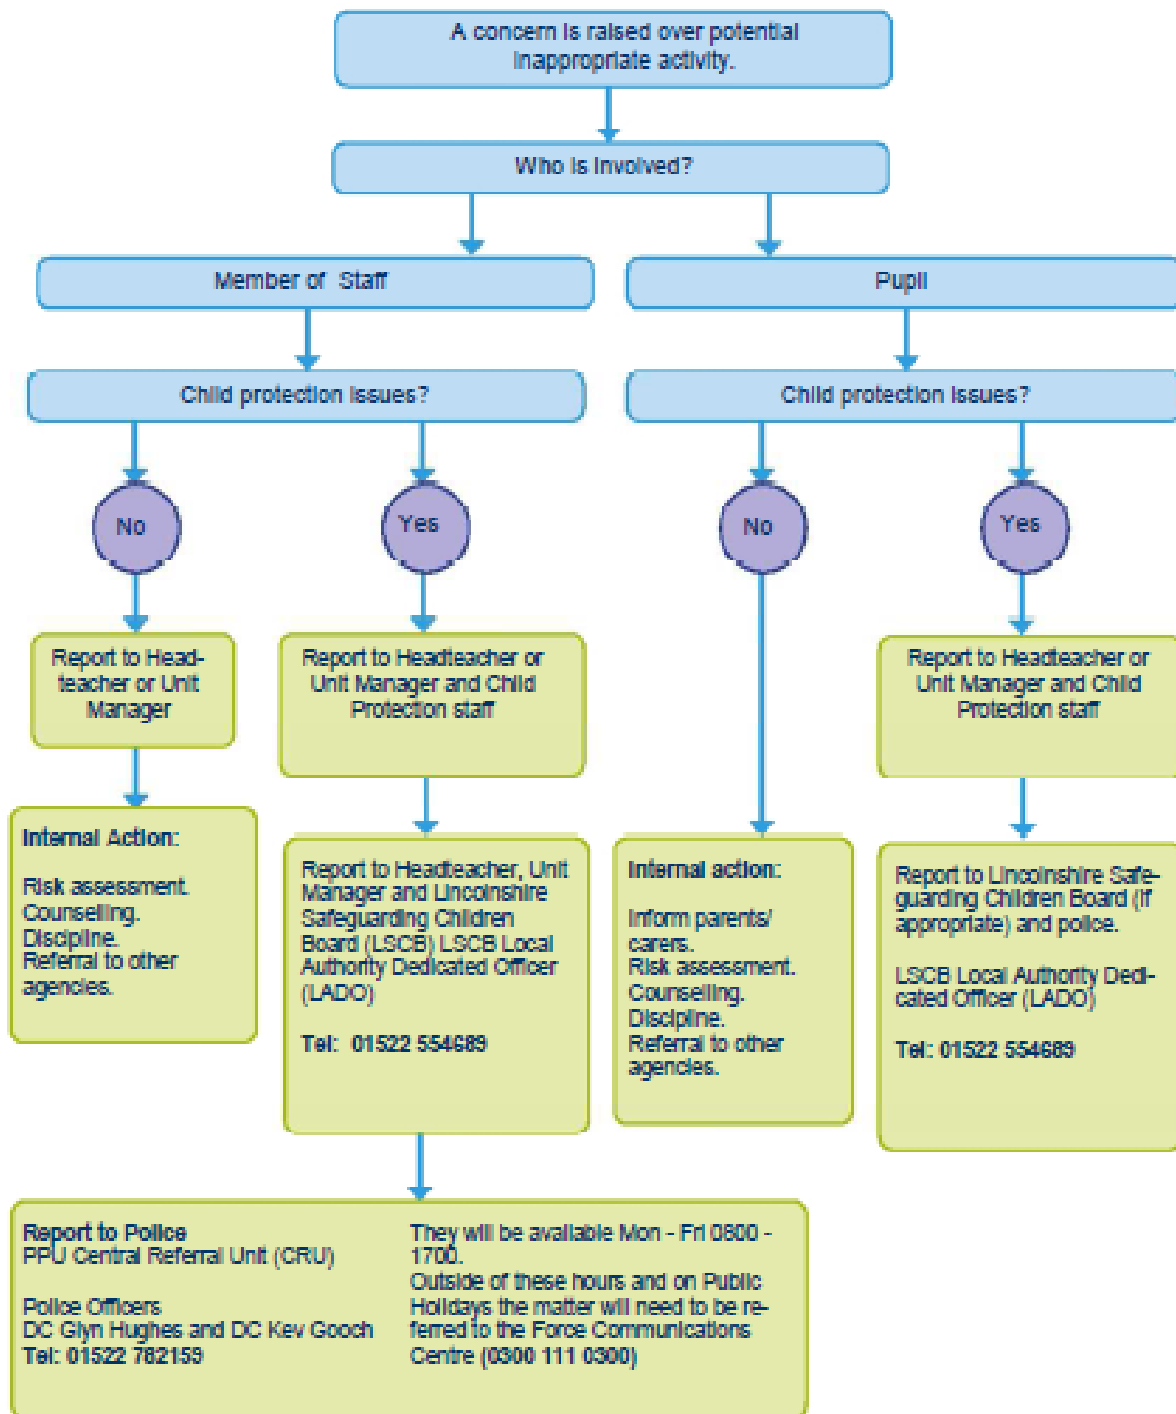 A concern is raised over potential
inappropriate activity.
Who is involved?
Member of Staff
Pupil
Child protection issues?
Child protection issues?
No
Yes
No
Yes
Report to Head-
teacher or Unit
Manager
Report to Headteacher or
Unit Manager and Child
Protection staff
Report to Headteacher or
Unit Manager and Child
Protection staff
Internal Action:
Risk assessment.
Counselling.
Discipline.
Referral to other
agencies.
Report to Headteacher, Unit
Manager and Lincolnshire
Safeguarding Children
Board (LSCB) LSCB Local
Authority Dedicated Officer
(LADO)
Tel: 01522 554689
Internal action:
Inform parents/
carers.
Risk assessment.
Counselling.
Discipline.
Referral to other
agencies.
Report to Lincolnshire Safe-
guarding Children Board (if
appropriate) and police.
LSCB Local Authority Dedi-
cated Officer (LADO)
Tel: 01522 554689
Report to Police
PPU Central Referral Unit (CRU)
Police Officers
DC Glyn Hughes and DC Kev Gooch
Tel: 01522 782159
They will be available Mon - Fri 0800 -
1700.
Outside of these hours and on Public
Holidays the matter will need to be re-
ferred to the Force Communications
Centre (0300 111 0300)